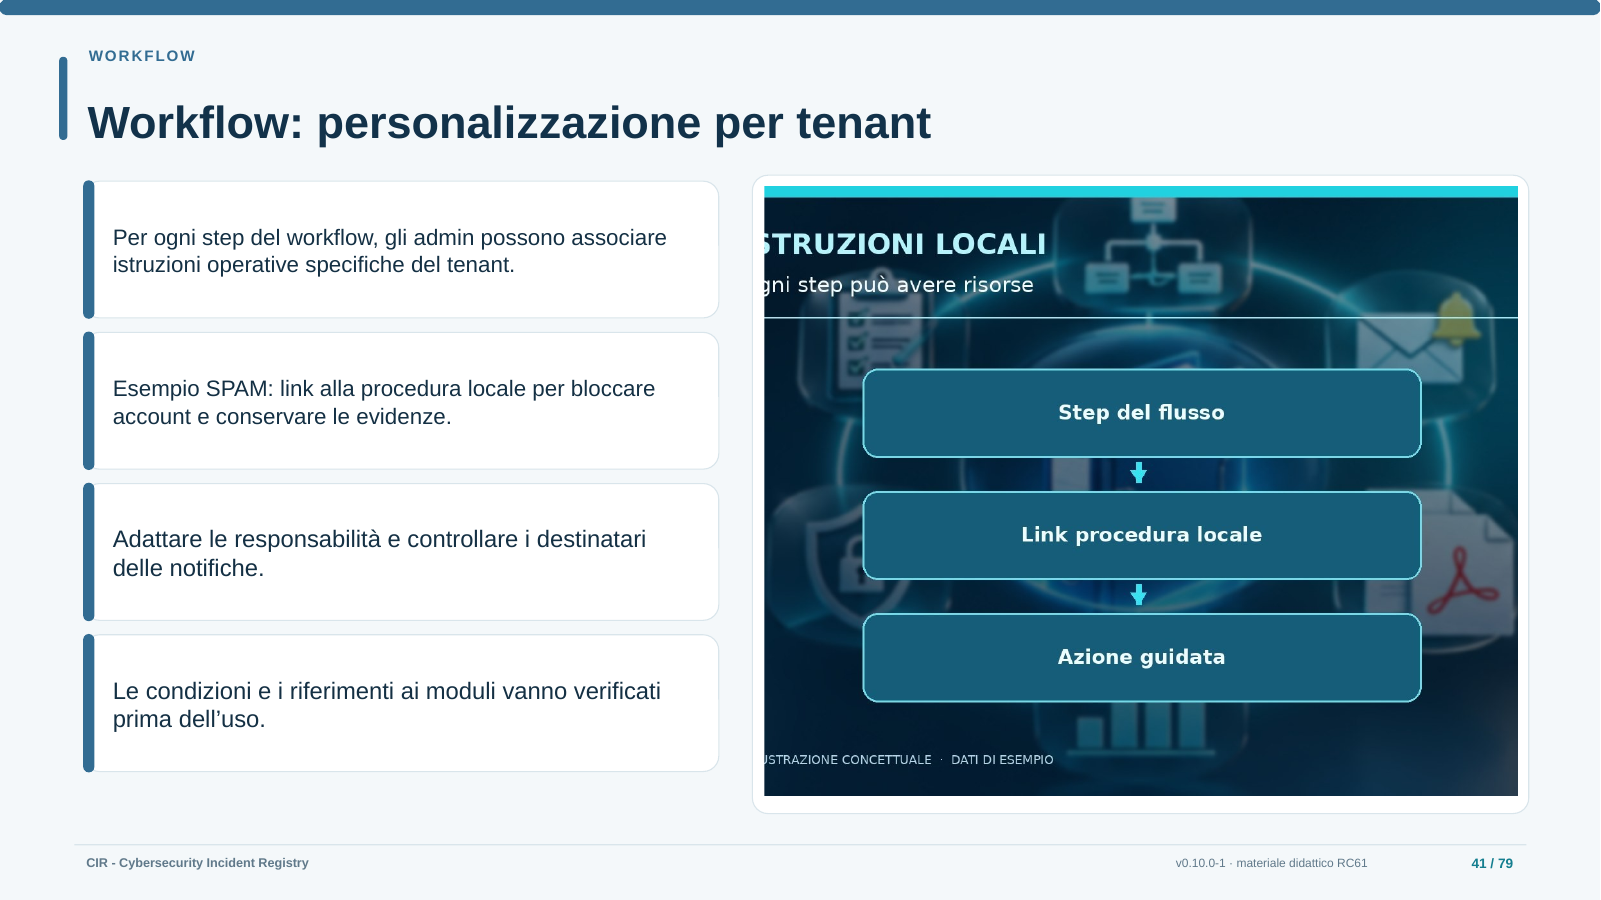 WORKFLOW
Workflow: personalizzazione per tenant
Per ogni step del workflow, gli admin possono associare
istruzioni operative specifiche del tenant.
Esempio SPAM: link alla procedura locale per bloccare
account e conservare le evidenze.
Adattare le responsabilità e controllare i destinatari
delle notifiche.
Le condizioni e i riferimenti ai moduli vanno verificati
prima dell’uso.
STRUZIONI LOCALI
gni step può avere risorse
Step del flusso
Link procedura locale
Azione guidata
USTRAZIONE CONCETTUALE · DATI DI ESEMPIO
CIR - Cybersecurity Incident Registry
v0.10.0-1 · materiale didattico RC61
41 / 79